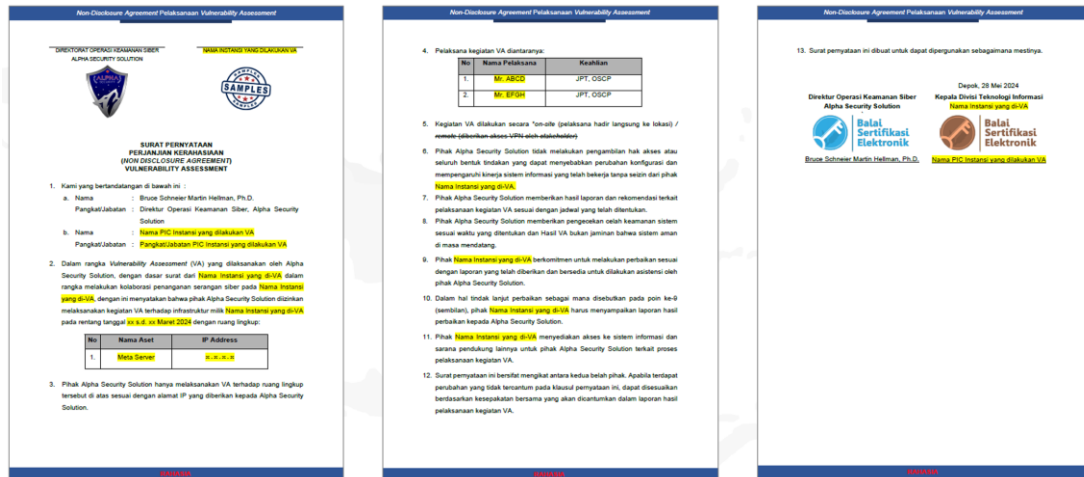 Non-Disclosure Agreement Pelaksanaan Vulnerability Assessment
DIREKTORAT OPERASI KEAMANAN SIBER
ALPHA SECURITY SOLUTION
NAMA INSTANSI YANG DILAKUKAN VA
ALPHA
SAMPLES
SURAT PERNYATAAN
PERJANJIAN KERAHASIAAN
(NON DISCLOSURE AGREEMENT)
VULNERABILITY ASSESSMENT
1. Kami yang bertandatangan di bawah ini :
a. Nama : Bruce Schneier Martin Hellman, Ph.D.
Pangkat/Jabatan : Direktur Operasi Keamanan Siber, Alpha Security
Solution
b. Nama : Nama PIC Instansi yang dilakukan VA
Pangkat/Jabatan : Pangkat/Jabatan PIC Instansi yang dilakukan VA
2. Dalam rangka Vulnerability Assessment (VA) yang dilaksanakan oleh Alpha
Security Solution, dengan dasar surat dari Nama Instansi yang di-VA dalam
rangka melakukan kolaborasi penanganan serangan siber pada Nama Instansi
yang di-VA, dengan ini menyatakan bahwa pihak Alpha Security Solution diizinkan
melaksanakan kegiatan VA terhadap infrastruktur milik Nama Instansi yang di-VA
pada rentang tanggal xx s.d. xx Maret 2024 dengan ruang lingkup:
No Nama Aset IP Address
1. Meta Server x.x.x.x
3. Pihak Alpha Security Solution hanya melaksanakan VA terhadap ruang lingkup
tersebut di atas sesuai dengan alamat IP yang diberikan kepada Alpha Security
Solution.
RAHASIA
Non-Disclosure Agreement Pelaksanaan Vulnerability Assessment
4. Pelaksana kegiatan VA diantaranya:
No Nama Pelaksana Keahlian
1. Mr. ABCD JPT, OSCP
2. Mr. EFGH JPT, OSCP
5. Kegiatan VA dilakukan secara *on-site (pelaksana hadir langsung ke lokasi) /
remote (diberikan akses VPN oleh stakeholder)
6. Pihak Alpha Security Solution tidak melakukan pengambilan hak akses atau
seluruh bentuk tindakan yang dapat menyebabkan perubahan konfigurasi dan
mempengaruhi kinerja sistem informasi yang telah bekerja tanpa seizin dari pihak
Nama Instansi yang di-VA.
7. Pihak Alpha Security Solution memberikan hasil laporan dan rekomendasi terkait
pelaksanaan kegiatan VA sesuai dengan jadwal yang telah ditentukan.
8. Pihak Alpha Security Solution memberikan pengecekan celah keamanan sistem
sesuai waktu yang ditentukan dan Hasil VA bukan jaminan bahwa sistem aman
di masa mendatang.
9. Pihak Nama Instansi yang di-VA berkomitmen untuk melakukan perbaikan sesuai
dengan laporan yang telah diberikan dan bersedia untuk dilakukan asistensi oleh
pihak Alpha Security Solution.
10. Dalam hal tindak lanjut perbaikan sebagai mana disebutkan pada poin ke-9
(sembilan), pihak Nama Instansi yang di-VA harus menyampaikan laporan hasil
perbaikan kepada Alpha Security Solution.
11. Pihak Nama Instansi yang di-VA menyediakan akses ke sistem informasi dan
sarana pendukung lainnya untuk pihak Alpha Security Solution terkait proses
pelaksanaan kegiatan VA.
12. Surat pernyataan ini bersifat mengikat antara kedua belah pihak. Apabila terdapat
perubahan yang tidak tercantum pada klausul pernyataan ini, dapat disesuaikan
berdasarkan kesepakatan bersama yang akan dicantumkan dalam laporan hasil
pelaksanaan kegiatan VA.
RAHASIA
Non-Disclosure Agreement Pelaksanaan Vulnerability Assessment
13. Surat pernyataan ini dibuat untuk dapat dipergunakan sebagaimana mestinya.
Depok, 28 Mei 2024
Direktur Operasi Keamanan Siber
Alpha Security Solution
Balai
Sertifikasi
Elektronik
Bruce Schneier Martin Hellman, Ph.D.
Kepala Divisi Teknologi Informasi
Nama Instansi yang di-VA
Balai
Sertifikasi
Elektronik
Nama PIC Instansi yang dilakukan VA
RAHASIA